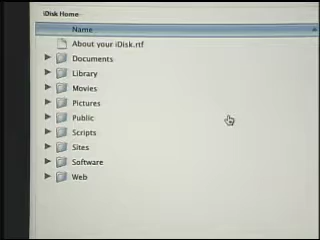 iDisk Home
Name
About your iDisk.rtf
Documents
Library
Movies
Pictures
Public
Scripts
Sites
Software
Web